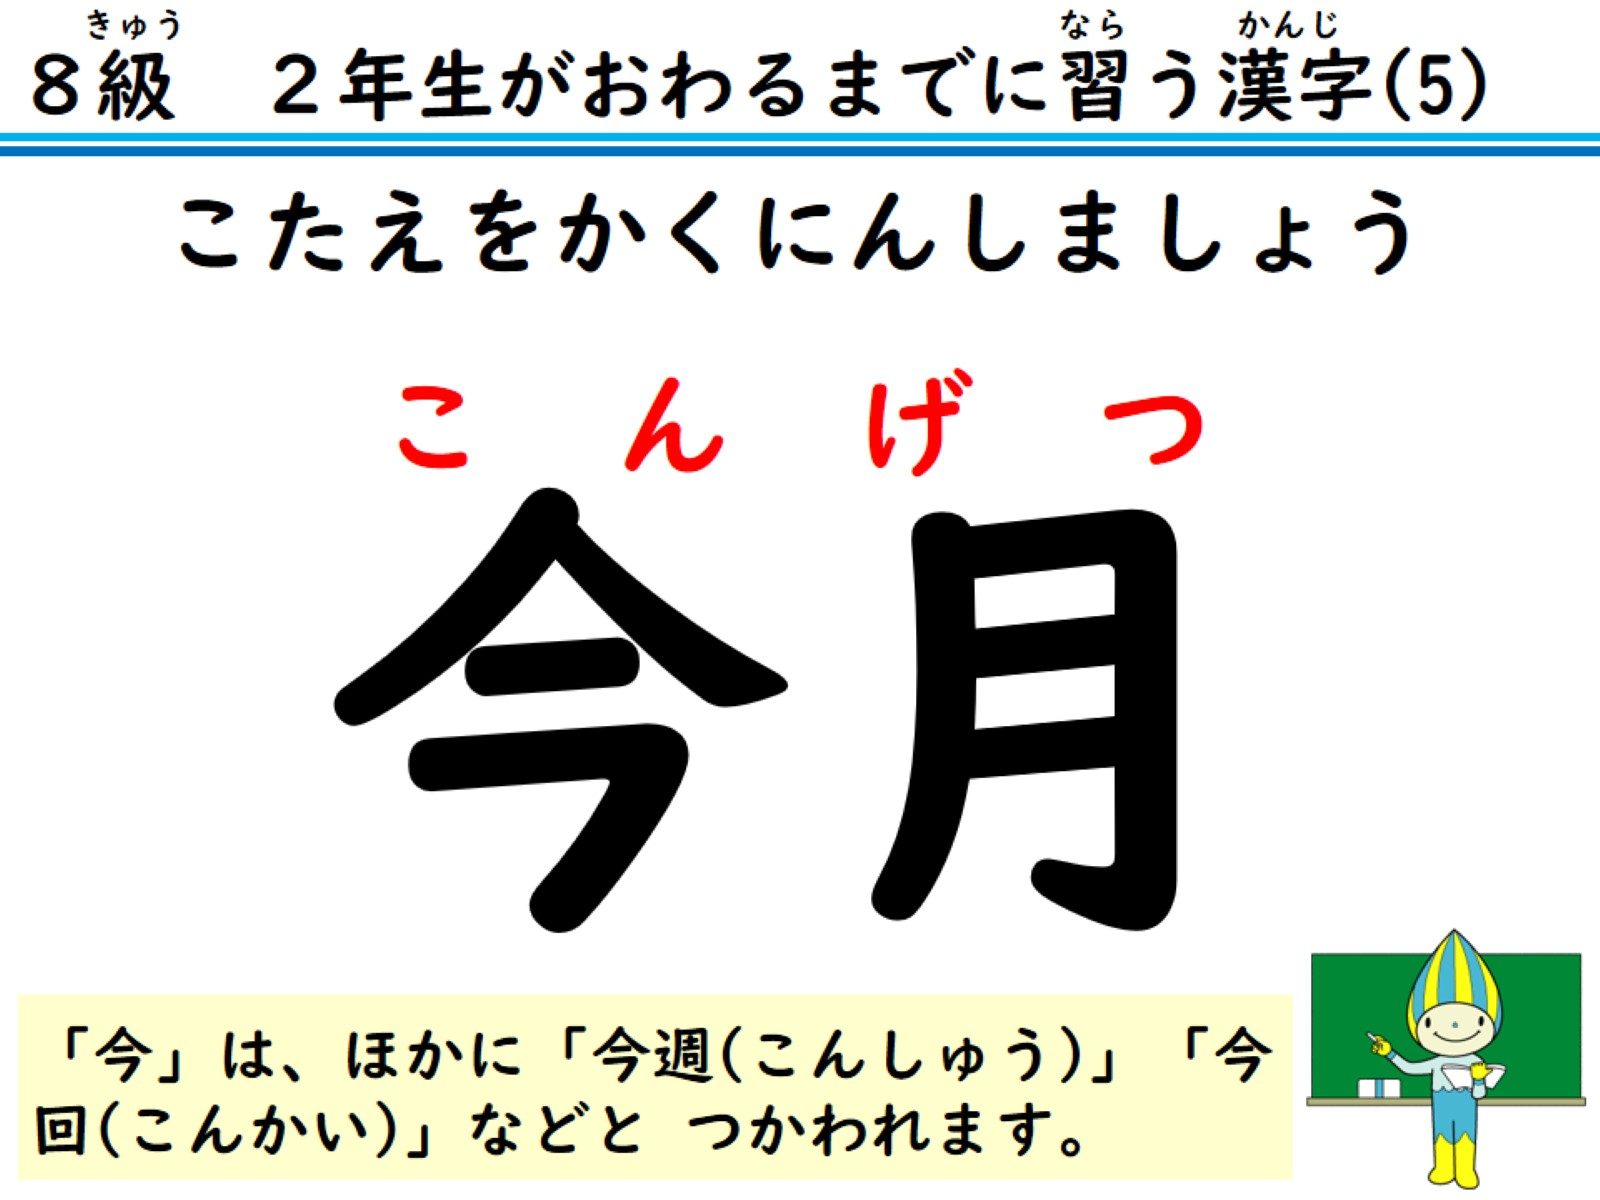 きゅう なら かんじ
8級 2年生がおわるまでに習う漢字(5)
こたえをかくにんしましょう
こんげつ
今月
「今」は、ほかに「今週(こんしゅう)」「今
回(こんかい)」などと つかわれます。